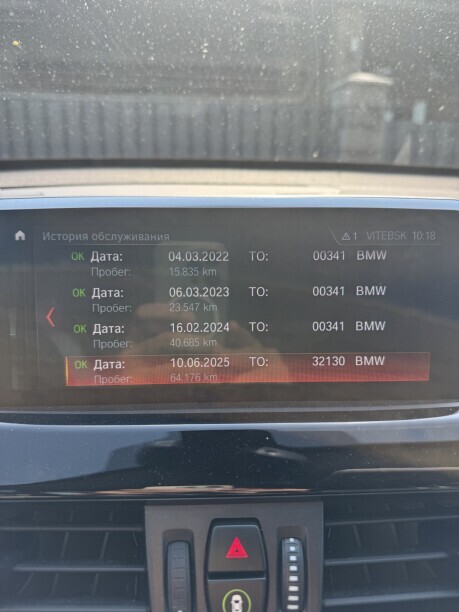 История обслуживания 1 VITEBSK 10:18
OK Дата: 04.03.2022 ТО: 00341 BMW
Пробег: 15.835 km
OK Дата: 06.03.2023 ТО: 00341 BMW
Пробег: 23.547 km
OK Дата: 16.02.2024 ТО: 00341 BMW
Пробег: 40.685 km
OK Дата: 10.06.2025 ТО: 32130 BMW
Пробег: 64.176 km